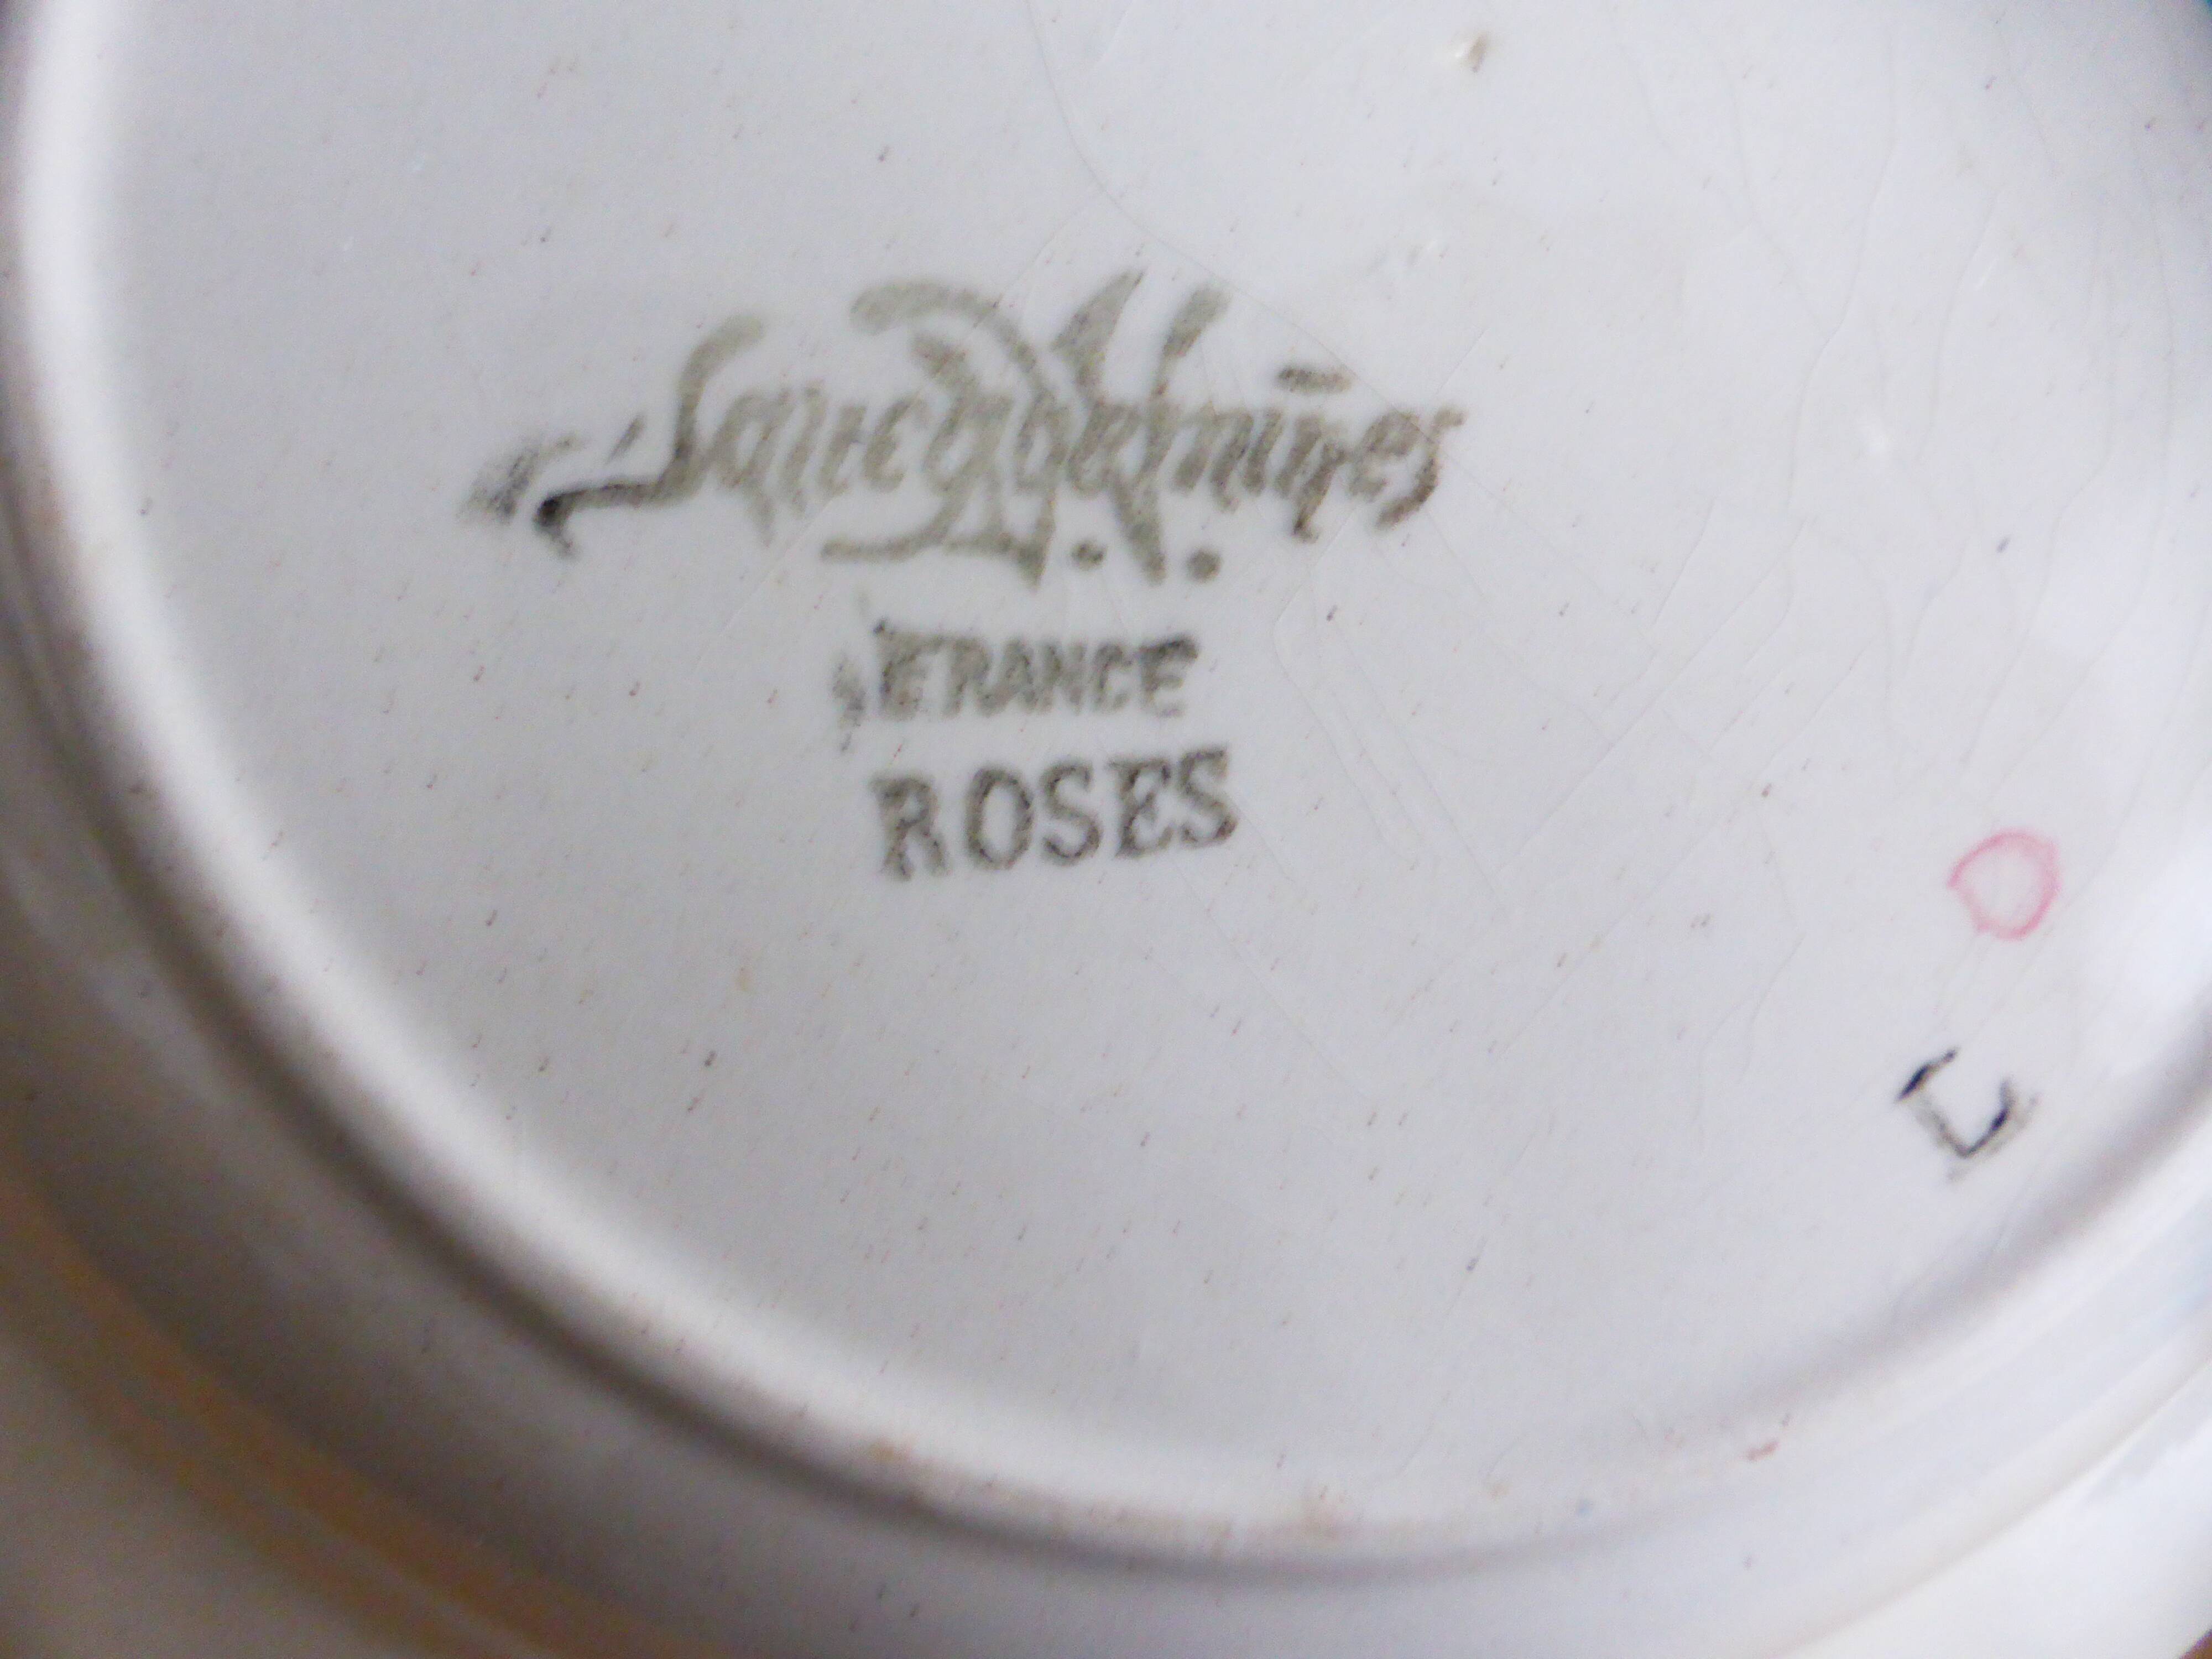 Sarreguemines
D.V.
FRANCE
ROSES
C